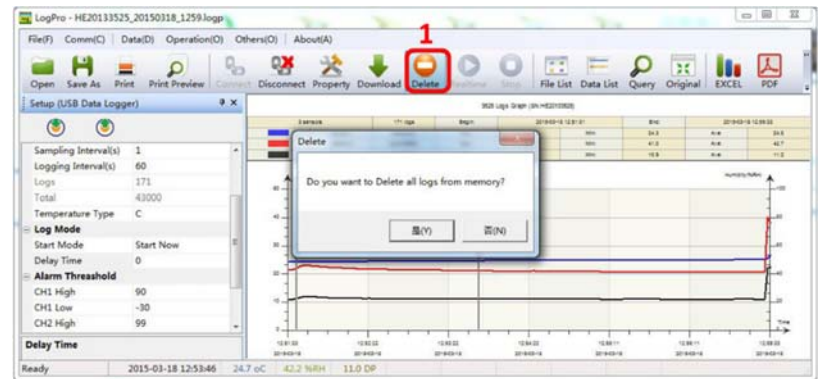 LogPro - HE20133525_20150318_1259.logp
File(F) Comm(C) Data(D) Operation(O) Others(O) About(A)
1
Open Save As Print Print Preview Connect Disconnect Property Download Delete Realtime Stop File List Data List Query Original EXCEL PDF
Setup (USB Data Logger)
Sampling Interval(s) 1
Logging Interval(s) 60
Logs 171
Total 43000
Temperature Type C
Log Mode
Start Mode Start Now
Delay Time 0
Alarm Threashold
CH1 High 90
CH1 Low -30
CH2 High 99
Delay Time
171 logs Begin End
Delete
Do you want to Delete all logs from memory?
是(Y) 否(N)
Time
Ready 2015-03-18 12:53:46 24.7 oC 42.2 %RH 11.0 DP